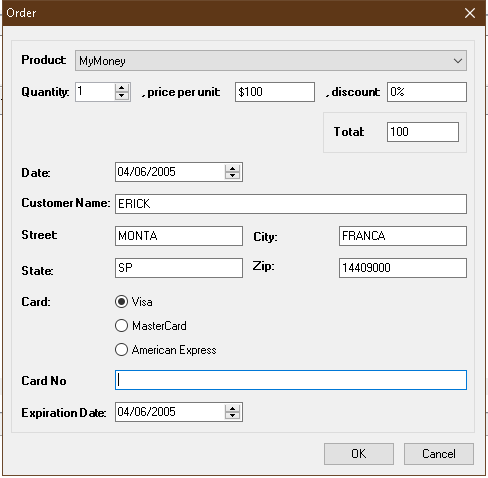 Order
Product: MyMoney
Quantity: 1 , price per unit: $100 , discount: 0%
Total: 100
Date: 04/06/2005
Customer Name: ERICK
Street: MONTA City: FRANCA
State: SP Zip: 14409000
Card: Visa
MasterCard
American Express
Card No
Expiration Date: 04/06/2005
OK Cancel